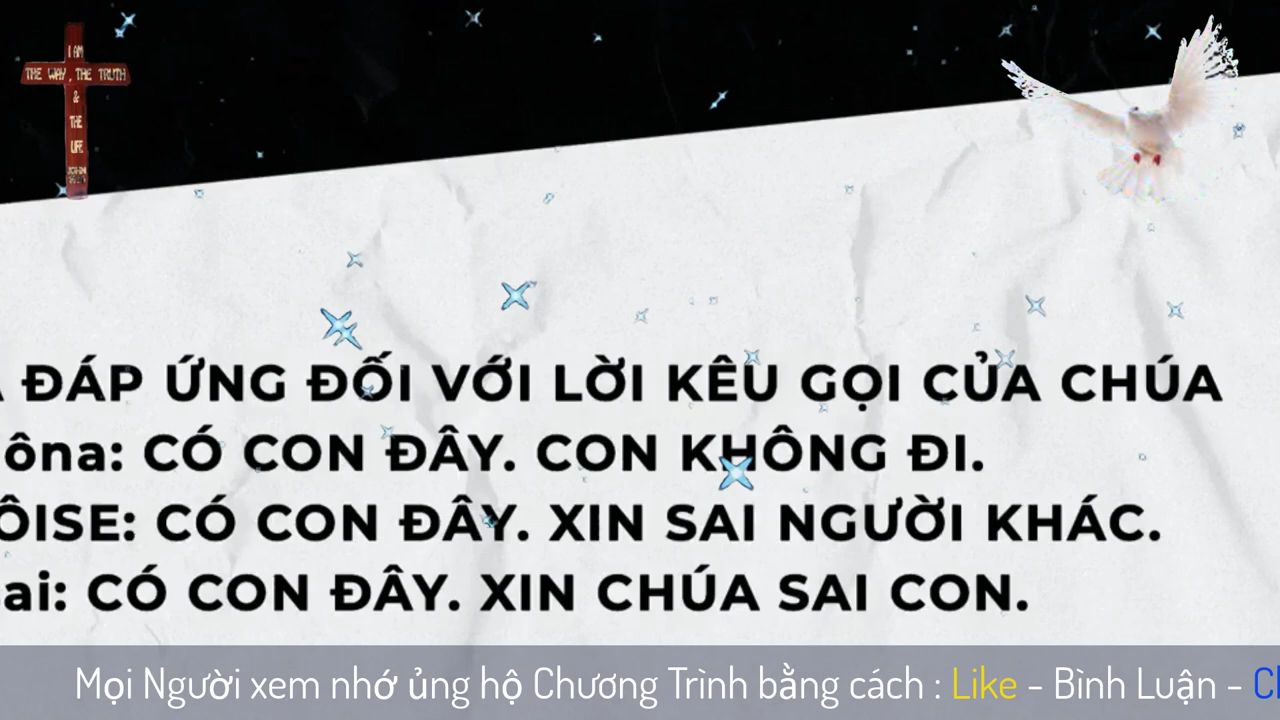 I AM
THE WAY, THE TRUTH
&
THE
LIFE
ĐÁP ỨNG ĐỐI VỚI LỜI KÊU GỌI CỦA CHÚA
ôna: CÓ CON ĐÂY. CON KHÔNG ĐI.
ÔISE: CÓ CON ĐÂY. XIN SAI NGƯỜI KHÁC.
ai: CÓ CON ĐÂY. XIN CHÚA SAI CON.
Mọi Người xem nhớ ủng hộ Chương Trình bằng cách : Like - Bình Luận -